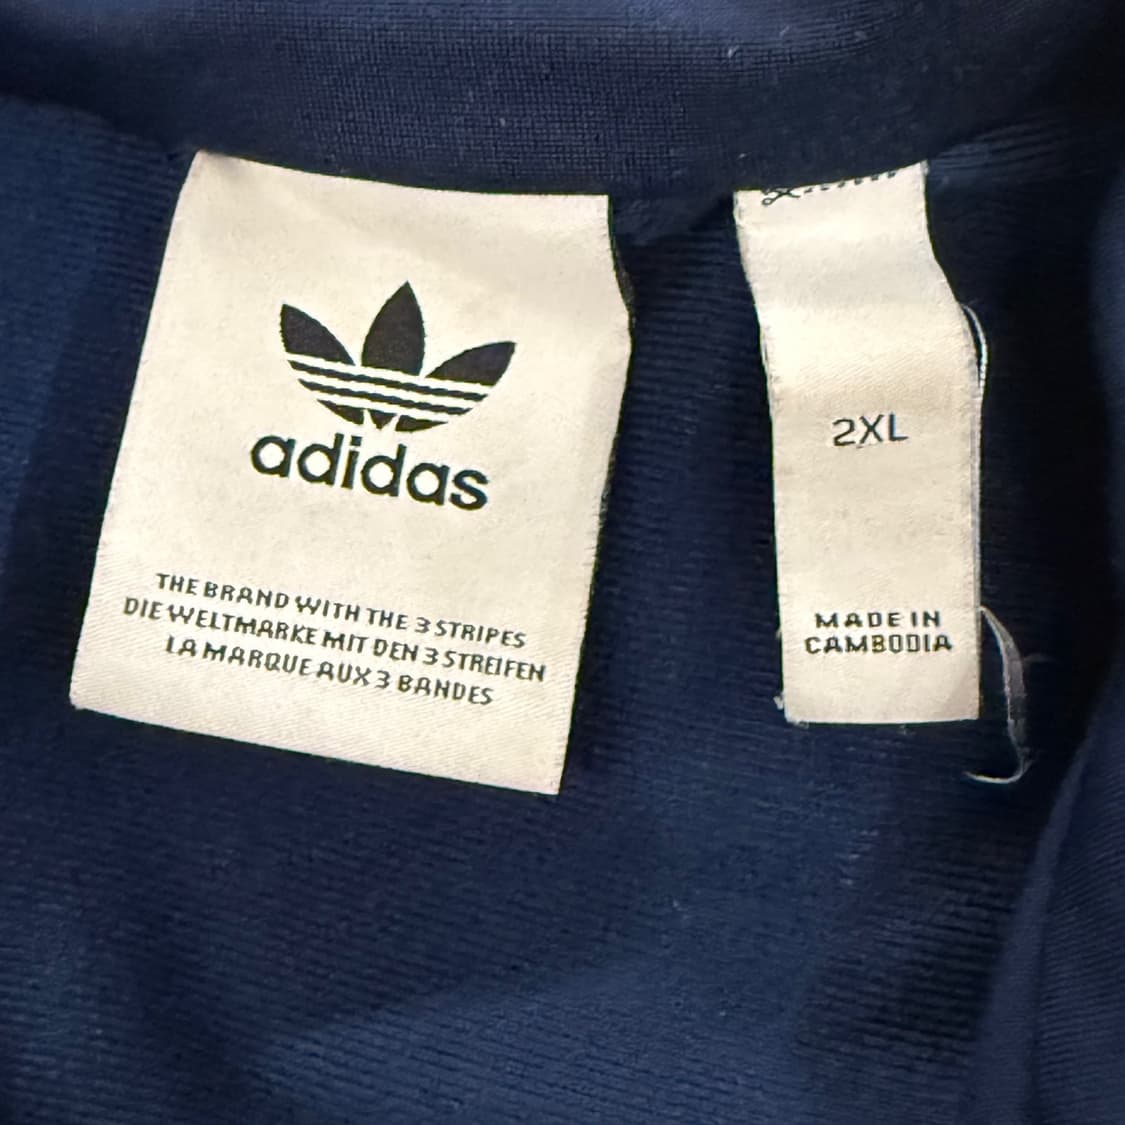 adidas
THE BRAND WITH THE 3 STRIPES
DIE WELTMARKE MIT DEN 3 STREIFEN
LA MARQUE AUX 3 BANDES
2XL
MADE IN
CAMBODIA